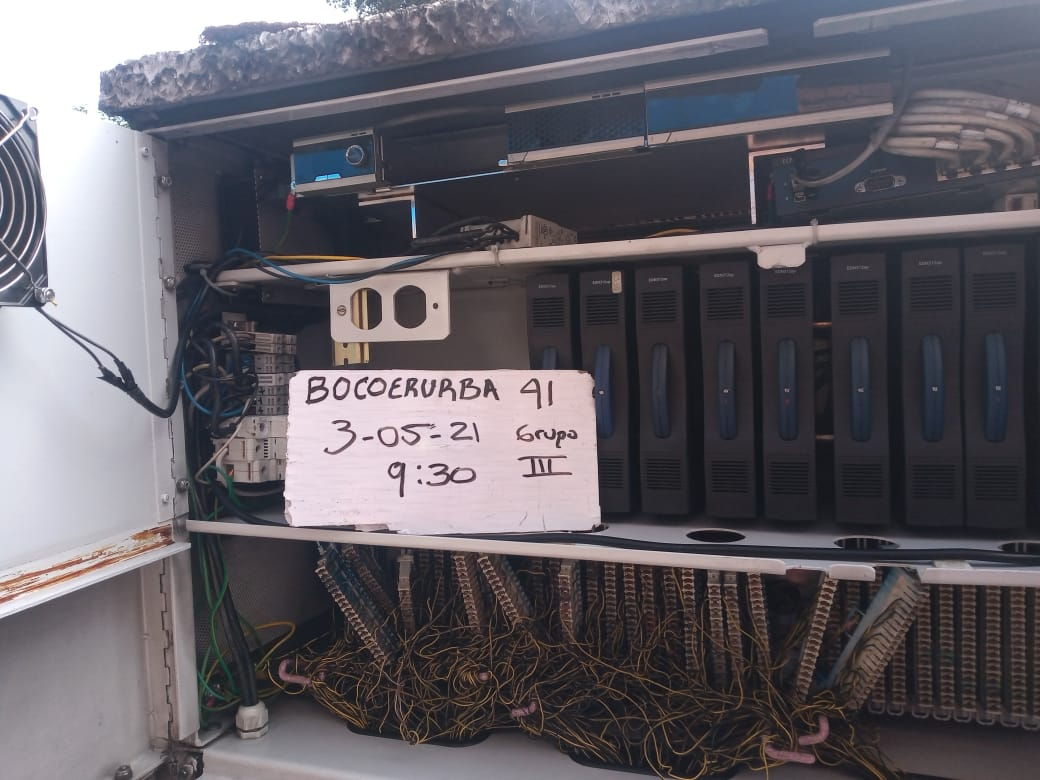 BOCOERURBA 41
3-05-21 Grupo
9:30 III